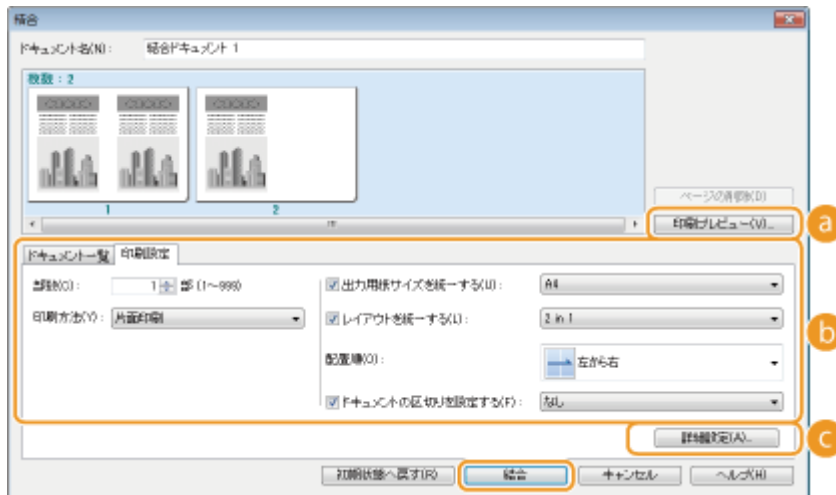 結合
ドキュメント名(N): 結合ドキュメント 1
枚数：2
1 2
ページの再個別(D)
印刷プレビュー(V)... a
ドキュメント一覧 印刷設定
部数(C): 1 部 (1～999) 出力用紙サイズを統一する(U): A4
印刷方法(Y): 片面印刷 レイアウトを統一する(L): 2 in 1 b
配置順(O): 左から右
ドキュメントの区切りを設定する(F): なし
詳細設定(A)... c
初期状態へ戻す(R) 結合 キャンセル ヘルプ(H)